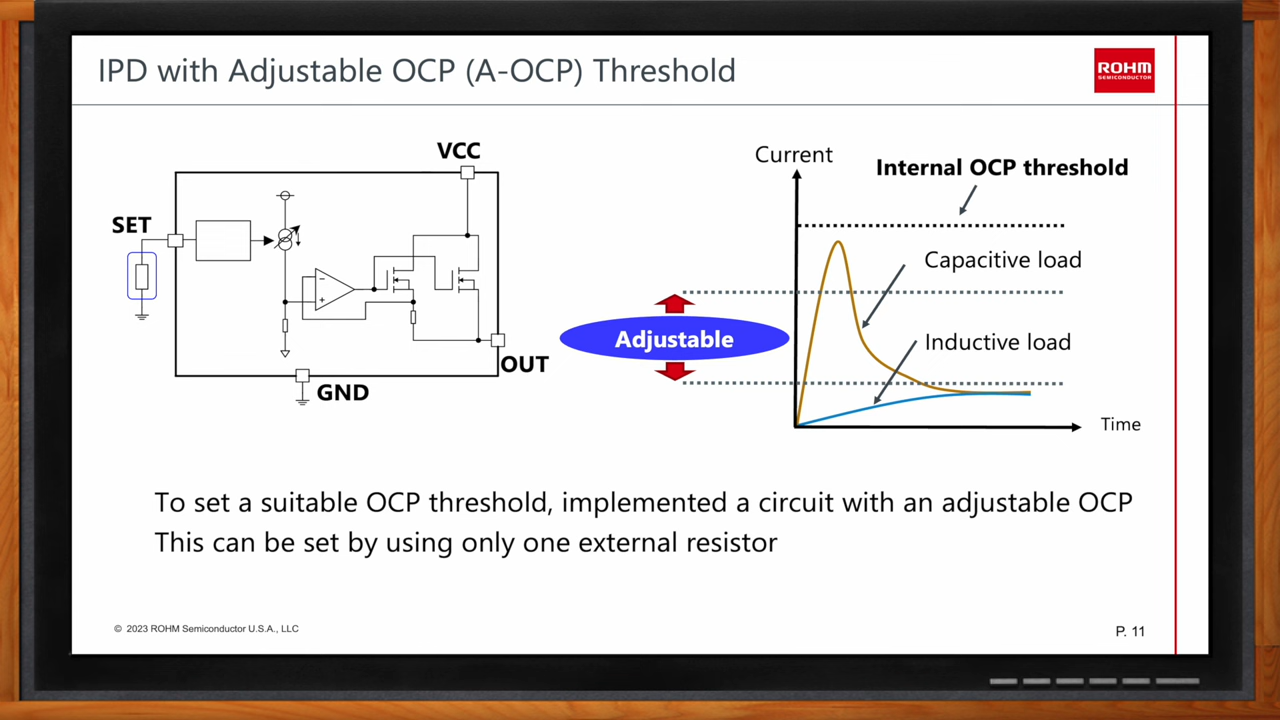 IPD with Adjustable OCP (A-OCP) Threshold
ROHM
SEMICONDUCTOR
VCC
SET
OUT
GND
Current
Internal OCP threshold
Capacitive load
Adjustable
Inductive load
Time
To set a suitable OCP threshold, implemented a circuit with an adjustable OCP
This can be set by using only one external resistor
© 2023 ROHM Semiconductor U.S.A., LLC
P. 11